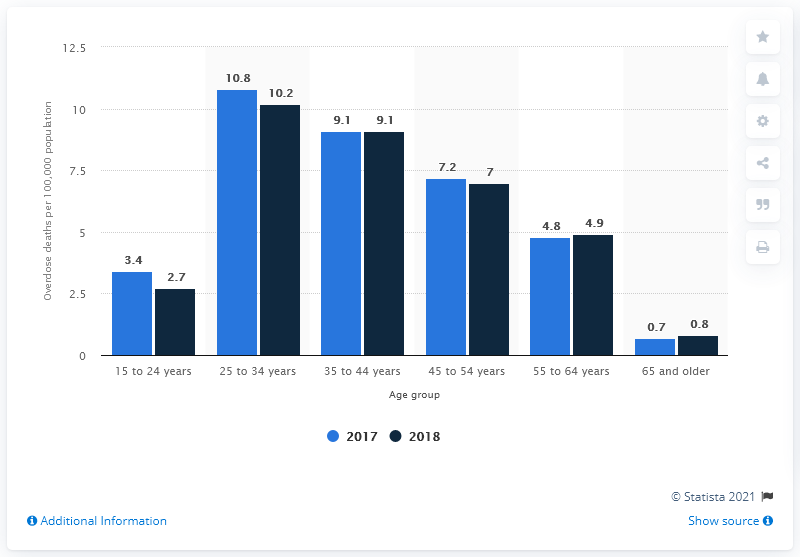 Overdose deaths per 100,000 population
12.5
10
7.5
5
2.5
0
3.4
2.7
10.8
10.2
9.1
9.1
7.2
7
4.8
4.9
0.7
0.8
15 to 24 years
25 to 34 years
35 to 44 years
45 to 54 years
55 to 64 years
65 and older
Age group
2017
2018
© Statista 2021
Additional Information
Show source